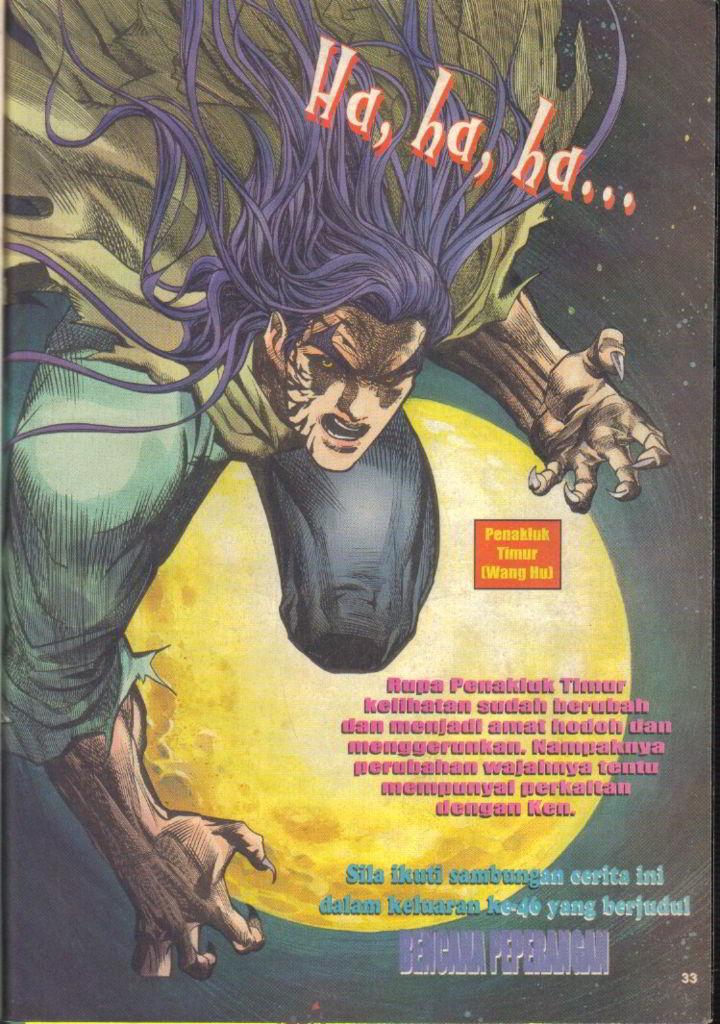 Ha, ha, ha...
Penakluk
Timur
(Wang Hu)
Rupa Penakluk Timur
kelihatan sudah berubah
dan menjadi amat hodoh dan
menggerunkan. Nampaknya
perubahan wajahnya tentu
mempunyai perkaitan
dengan Ken.
Sila ikuti sambungan cerita ini
dalam keluaran ke-46 yang berjudul
BENCANA PEPERANGAN
33